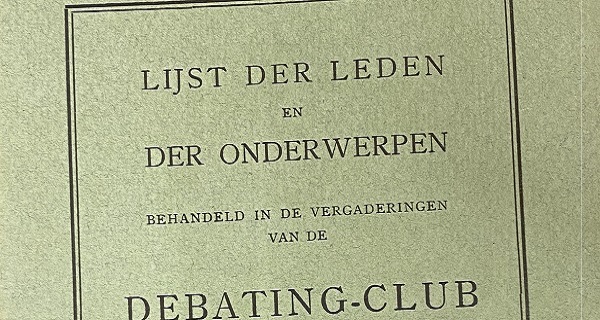 LIJST DER LEDEN
EN
DER ONDERWERPEN
BEHANDELD IN DE VERGADERINGEN
VAN DE
DEBATING-CLUB